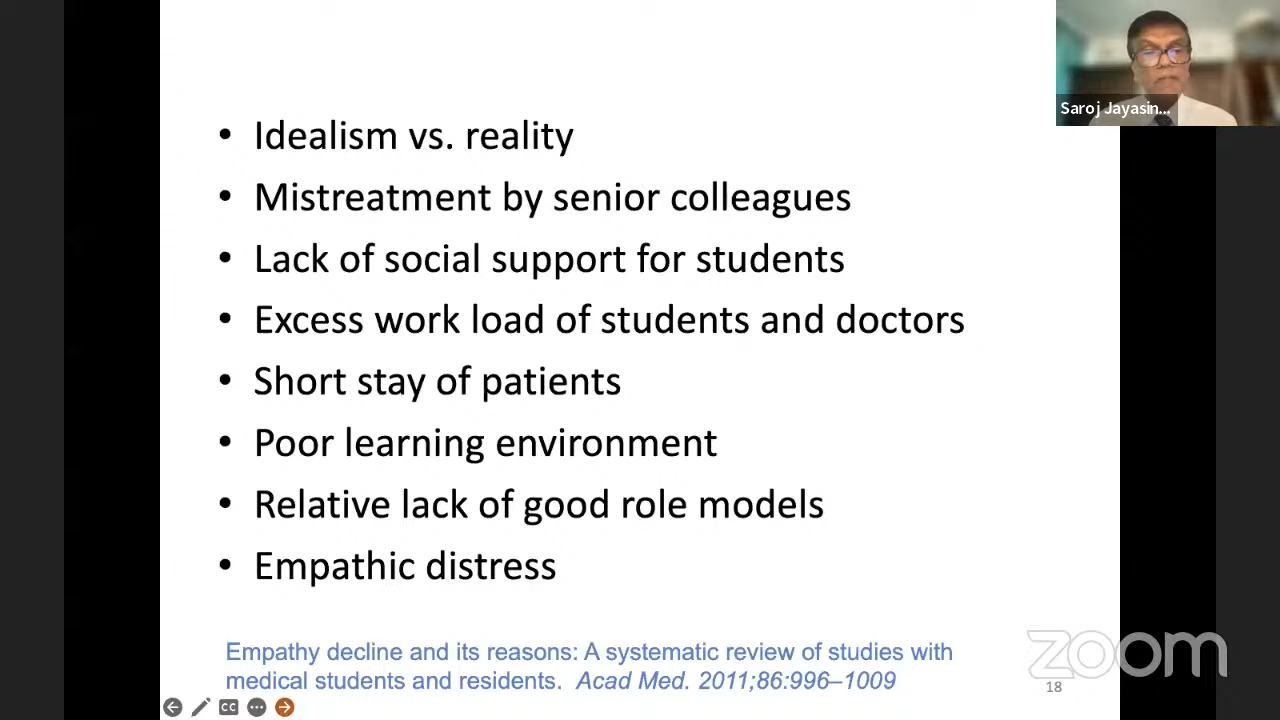 Saroj Jayasin...
• Idealism vs. reality
• Mistreatment by senior colleagues
• Lack of social support for students
• Excess work load of students and doctors
• Short stay of patients
• Poor learning environment
• Relative lack of good role models
• Empathic distress
Empathy decline and its reasons: A systematic review of studies with
medical students and residents. Acad Med. 2011;86:996–1009
zoom
18
CC